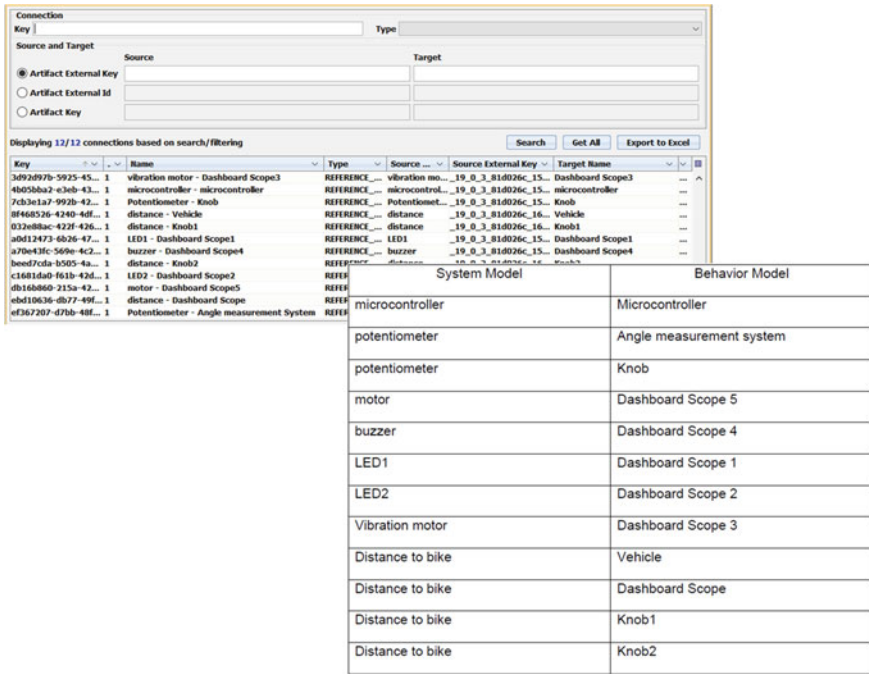 Connection
Key Type
Source and Target
Source Target
Artifact External Key
Artifact External Id
Artifact Key
Displaying 12/12 connections based on search/filtering Search Get All Export to Excel
Key . Name Type Source ... Source External Key Target Name
3d92d97b-5925-45... 1 vibration motor - Dashboard Scope3 REFERENCE_... vibration mo... _19_0_3_81d026c_15... Dashboard Scope3 ...
4b05bba2-e3eb-43... 1 microcontroller - microcontroller REFERENCE_... microcontrol... _19_0_3_81d026c_15... microcontroller ...
7cb3e1a7-992b-42... 1 Potentiometer - Knob REFERENCE_... Potentiomet... _19_0_3_81d026c_15... Knob ...
8f468526-4240-4df... 1 distance - Vehicle REFERENCE_... distance _19_0_3_81d026c_16... Vehicle ...
032e88ac-422f-426... 1 distance - Knob1 REFERENCE_... distance _19_0_3_81d026c_16... Knob1 ...
a0d12473-6b26-47... 1 LED1 - Dashboard Scope1 REFERENCE_... LED1 _19_0_3_81d026c_15... Dashboard Scope1 ...
a70e43fc-569e-4c2... 1 buzzer - Dashboard Scope4 REFERENCE_... buzzer _19_0_3_81d026c_15... Dashboard Scope4 ...
beed7cda-b505-4a... 1 distance - Knob2
c1681da0-f61b-42d... 1 LED2 - Dashboard Scope2 REFER
db16b860-215a-42... 1 motor - Dashboard Scope5 REFER
ebd10636-db77-49f... 1 distance - Dashboard Scope REFER
ef367207-d7bb-48f... 1 Potentiometer - Angle measurement System REFER
System Model Behavior Model
microcontroller Microcontroller
potentiometer Angle measurement system
potentiometer Knob
motor Dashboard Scope 5
buzzer Dashboard Scope 4
LED1 Dashboard Scope 1
LED2 Dashboard Scope 2
Vibration motor Dashboard Scope 3
Distance to bike Vehicle
Distance to bike Dashboard Scope
Distance to bike Knob1
Distance to bike Knob2